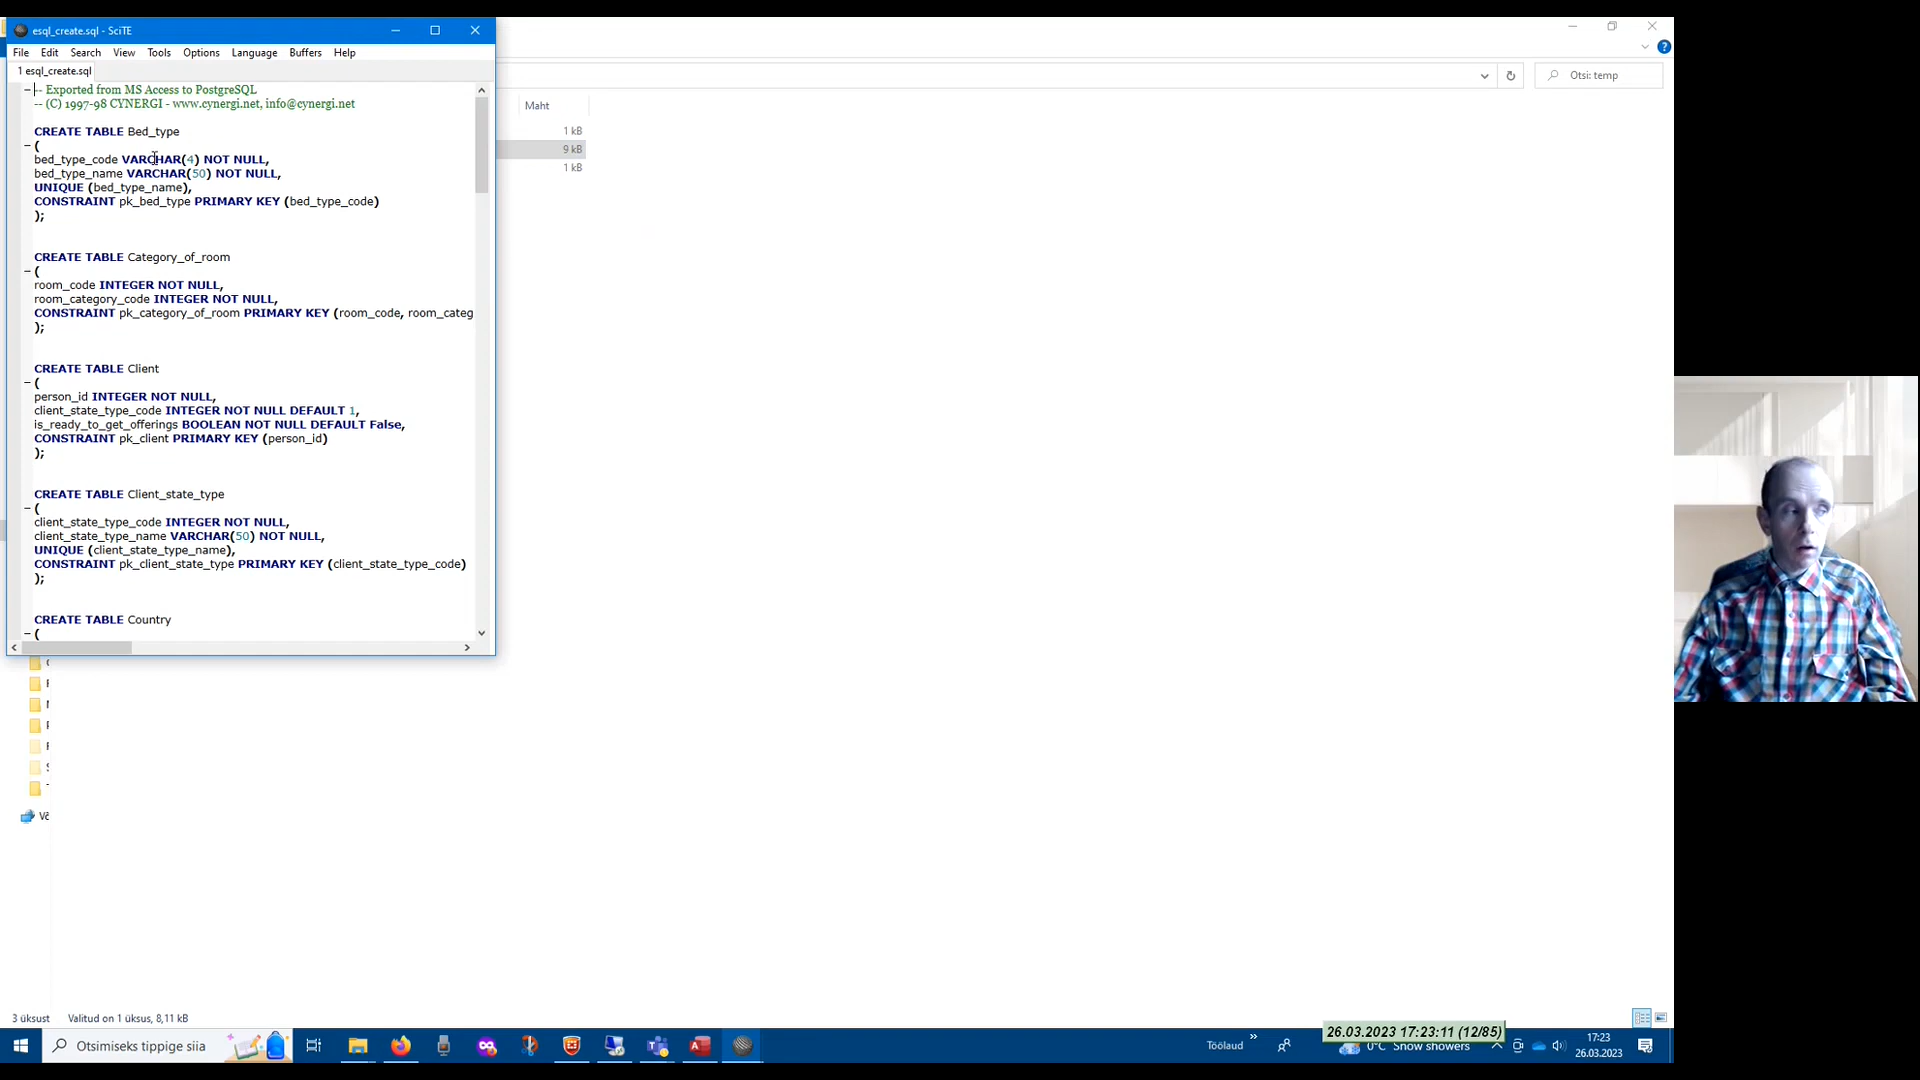 esql_create.sql - SciTE
File Edit Search View Tools Options Language Buffers Help
1 esql_create.sql
-- Exported from MS Access to PostgreSQL
-- (C) 1997-98 CYNERGI - www.cynergi.net, info@cynergi.net
CREATE TABLE Bed_type
(
bed_type_code VARCHAR(4) NOT NULL,
bed_type_name VARCHAR(50) NOT NULL,
UNIQUE (bed_type_name),
CONSTRAINT pk_bed_type PRIMARY KEY (bed_type_code)
);
CREATE TABLE Category_of_room
(
room_code INTEGER NOT NULL,
room_category_code INTEGER NOT NULL,
CONSTRAINT pk_category_of_room PRIMARY KEY (room_code, room_categ
);
CREATE TABLE Client
(
person_id INTEGER NOT NULL,
client_state_type_code INTEGER NOT NULL DEFAULT 1,
is_ready_to_get_offerings BOOLEAN NOT NULL DEFAULT False,
CONSTRAINT pk_client PRIMARY KEY (person_id)
);
CREATE TABLE Client_state_type
(
client_state_type_code INTEGER NOT NULL,
client_state_type_name VARCHAR(50) NOT NULL,
UNIQUE (client_state_type_name),
CONSTRAINT pk_client_state_type PRIMARY KEY (client_state_type_code)
);
CREATE TABLE Country
(
Otsi: temp
Maht
1 kB
9 kB
1 kB
3 üksust Valitud on 1 üksus, 8,11 kB
Otsimiseks tippige siia
Töölaud
26.03.2023 17:23:11 (12/85)
0°C Snow showers
17:23
26.03.2023